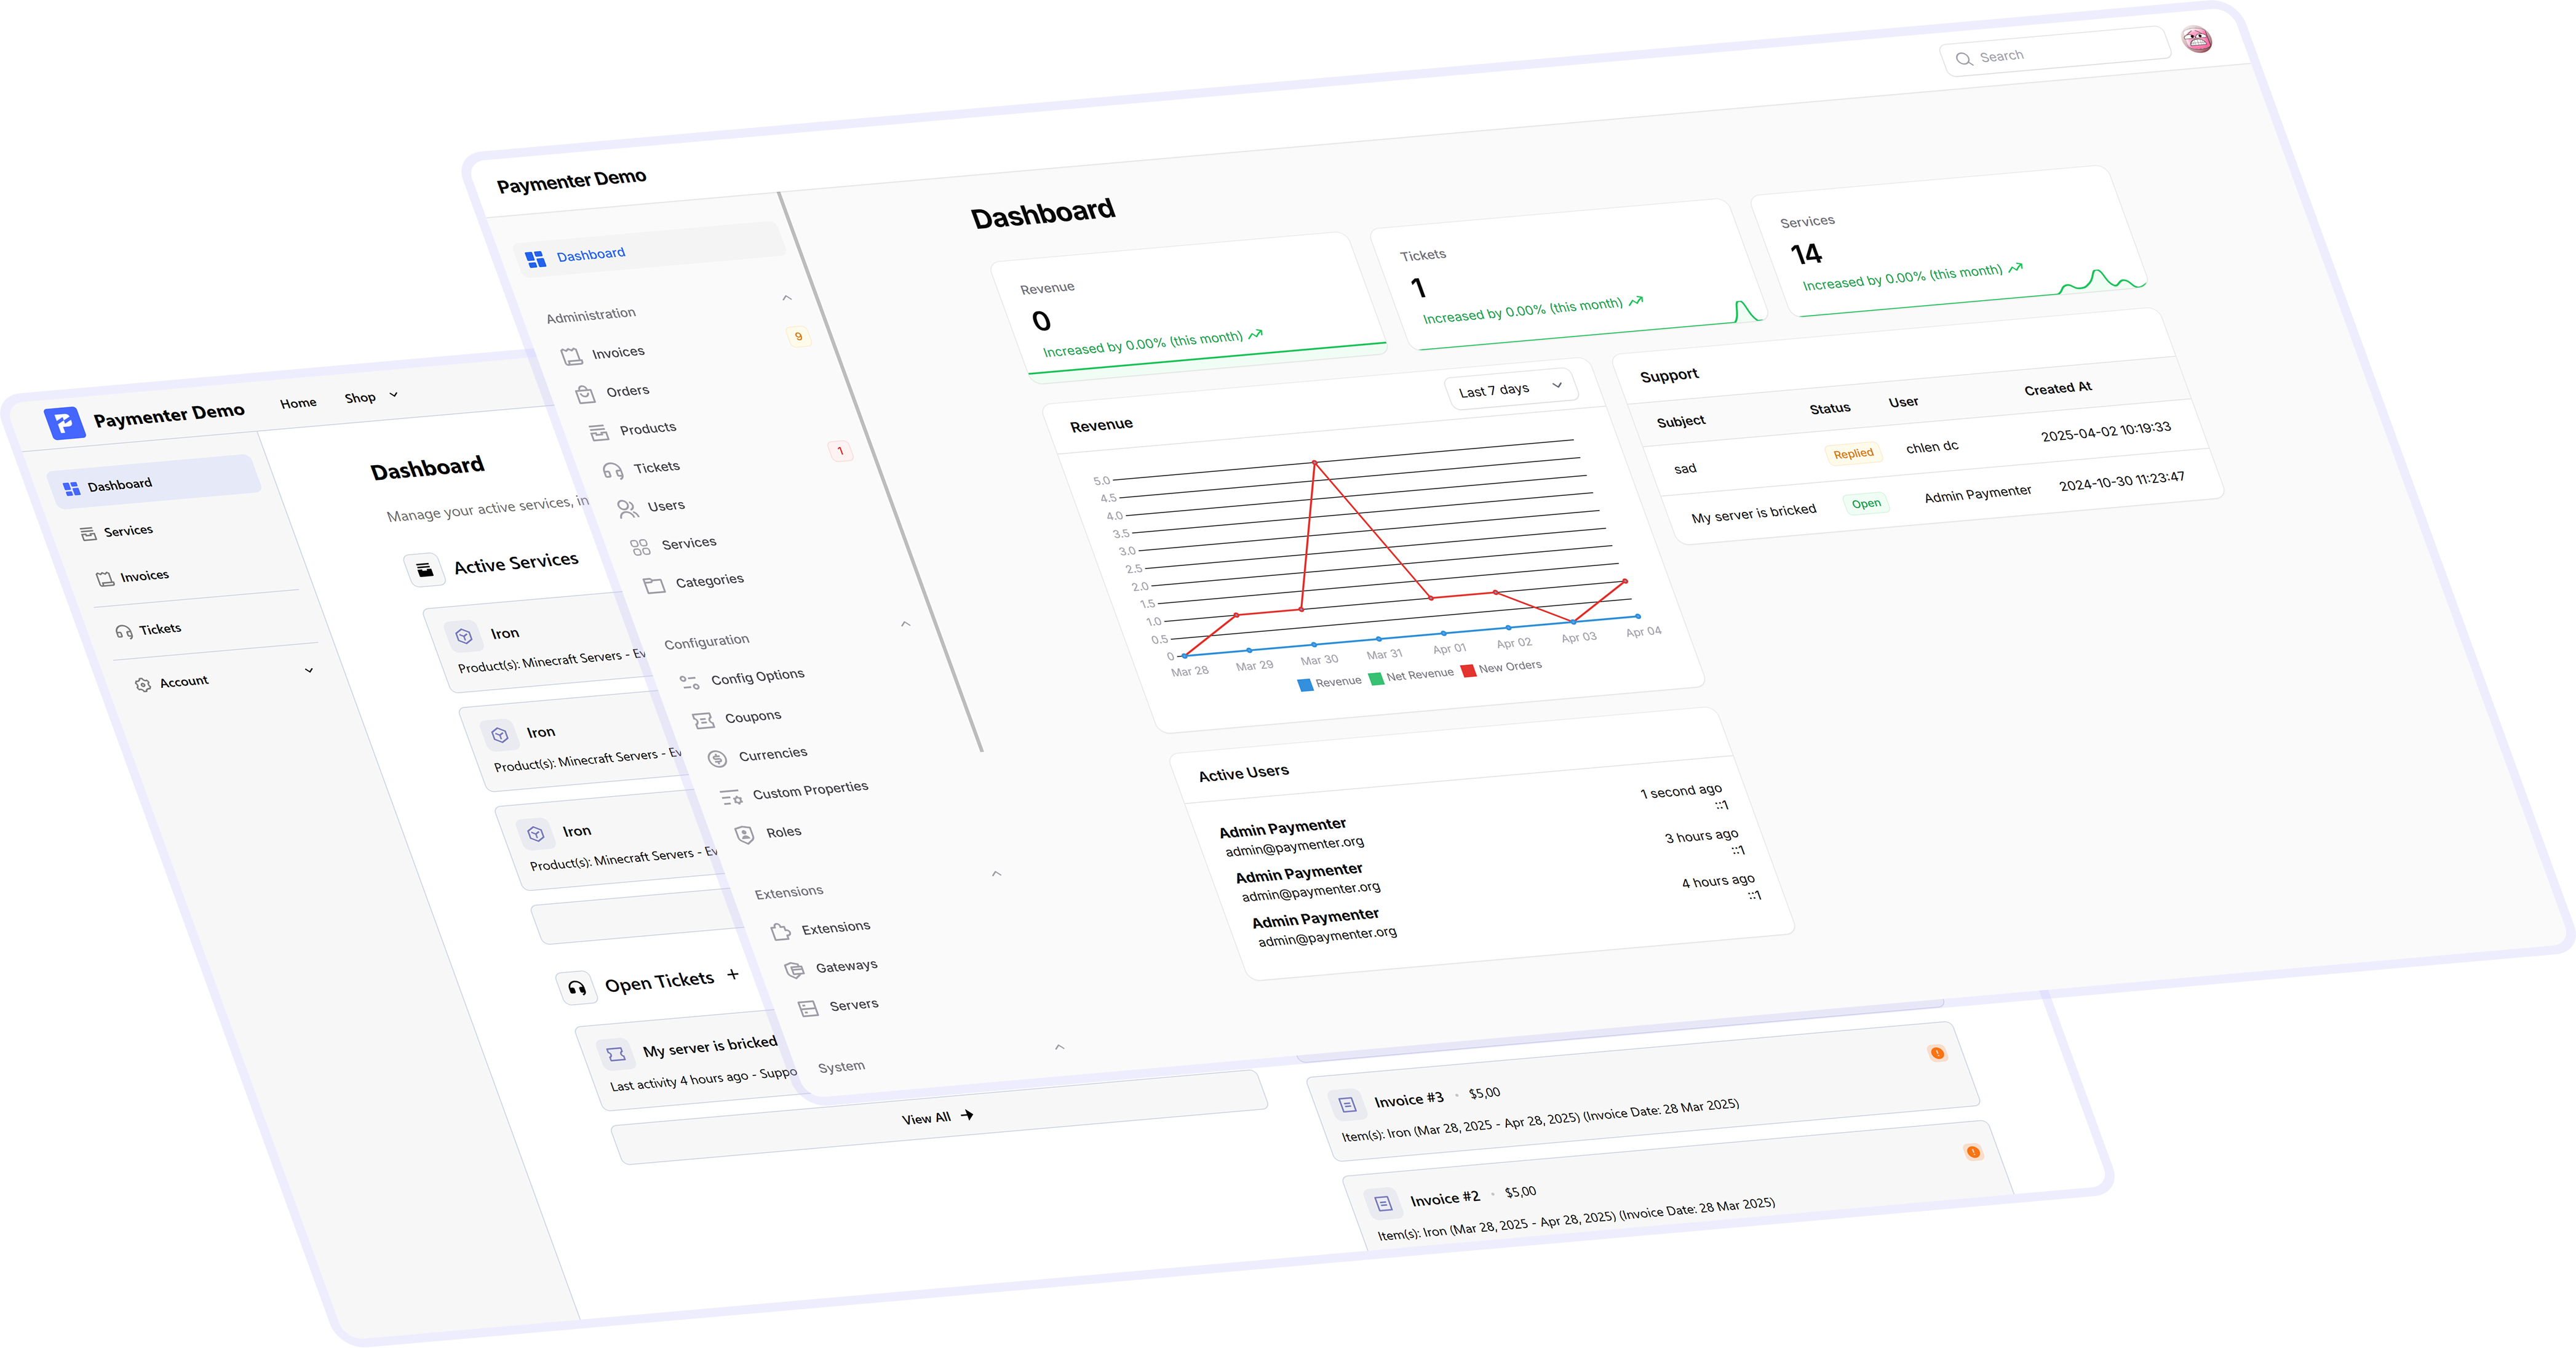 Paymenter Demo
Search
Dashboard
Administration
Invoices
9
Orders
Products
Tickets
1
Users
Services
Categories
Configuration
Config Options
Coupons
Currencies
Custom Properties
Roles
Extensions
Extensions
Gateways
Servers
System
Dashboard
Revenue
0
Increased by 0.00% (this month)
Tickets
1
Increased by 0.00% (this month)
Services
14
Increased by 0.00% (this month)
Revenue
Last 7 days
5.0
4.5
4.0
3.5
3.0
2.5
2.0
1.5
1.0
0.5
0
Mar 28 Mar 29 Mar 30 Mar 31 Apr 01 Apr 02 Apr 03 Apr 04
Revenue Net Revenue New Orders
Support
Subject Status User Created At
sad Replied chlen dc 2025-04-02 10:19:33
My server is bricked Open Admin Paymenter 2024-10-30 11:23:47
Active Users
Admin Paymenter 1 second ago
admin@paymenter.org ::1
Admin Paymenter 3 hours ago
admin@paymenter.org ::1
Admin Paymenter 4 hours ago
admin@paymenter.org ::1
Paymenter Demo Home Shop
Dashboard
Services
Invoices
Tickets
Account
Dashboard
Manage your active services, in
Active Services
Iron
Product(s): Minecraft Servers - Ev
Iron
Product(s): Minecraft Servers - Ev
Iron
Product(s): Minecraft Servers - Ev
Open Tickets +
My server is bricked
Last activity 4 hours ago - Suppo
View All
Invoice #3 • $5,00
Item(s): Iron (Mar 28, 2025 - Apr 28, 2025) (Invoice Date: 28 Mar 2025)
Invoice #2 • $5,00
Item(s): Iron (Mar 28, 2025 - Apr 28, 2025) (Invoice Date: 28 Mar 2025)